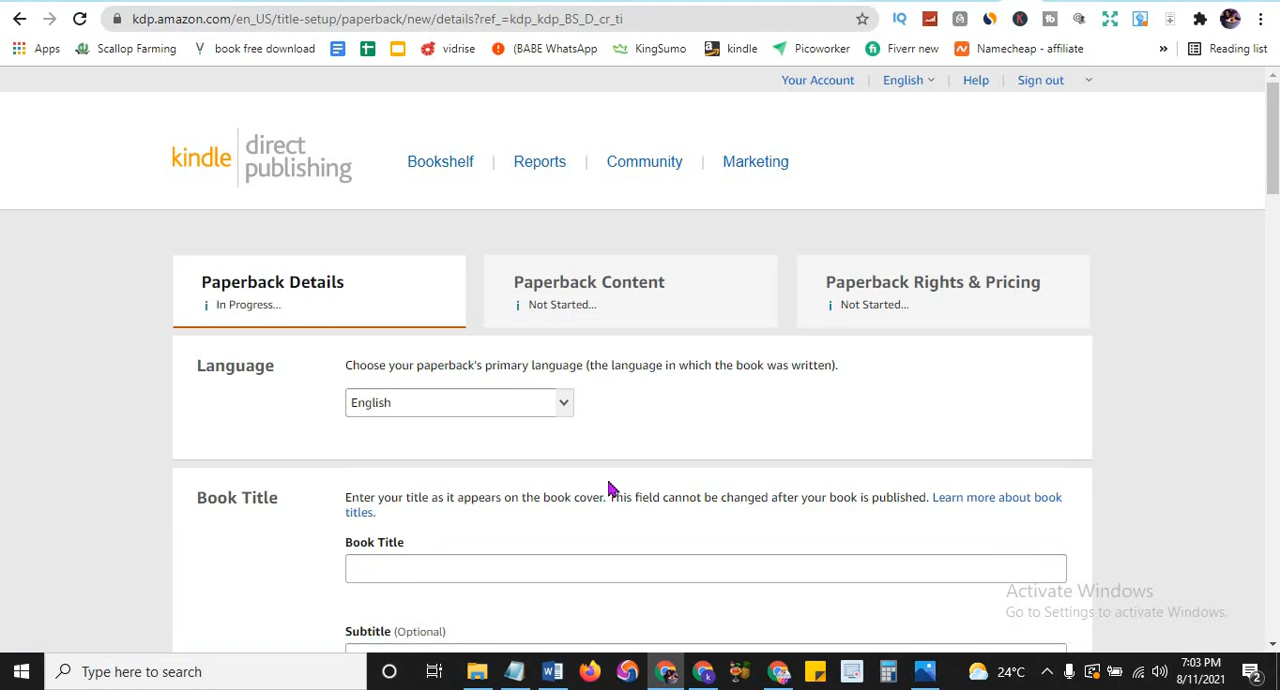 kdp.amazon.com/en_US/title-setup/paperback/new/details?ref_=kdp_kdp_BS_D_cr_ti
Apps Scallop Farming book free download vidrise (BABE WhatsApp KingSumo kindle Picoworker Fiverr new Namecheap - affiliate » Reading list
Your Account | English | Help | Sign out
kindle direct publishing
Bookshelf | Reports | Community | Marketing
Paperback Details Paperback Content Paperback Rights & Pricing
In Progress... Not Started... Not Started...
Language Choose your paperback's primary language (the language in which the book was written).
English
Book Title Enter your title as it appears on the book cover. This field cannot be changed after your book is published. Learn more about book
titles.
Book Title
Activate Windows
Go to Settings to activate Windows.
Subtitle (Optional)
Type here to search 24°C 7:03 PM
8/11/2021 2